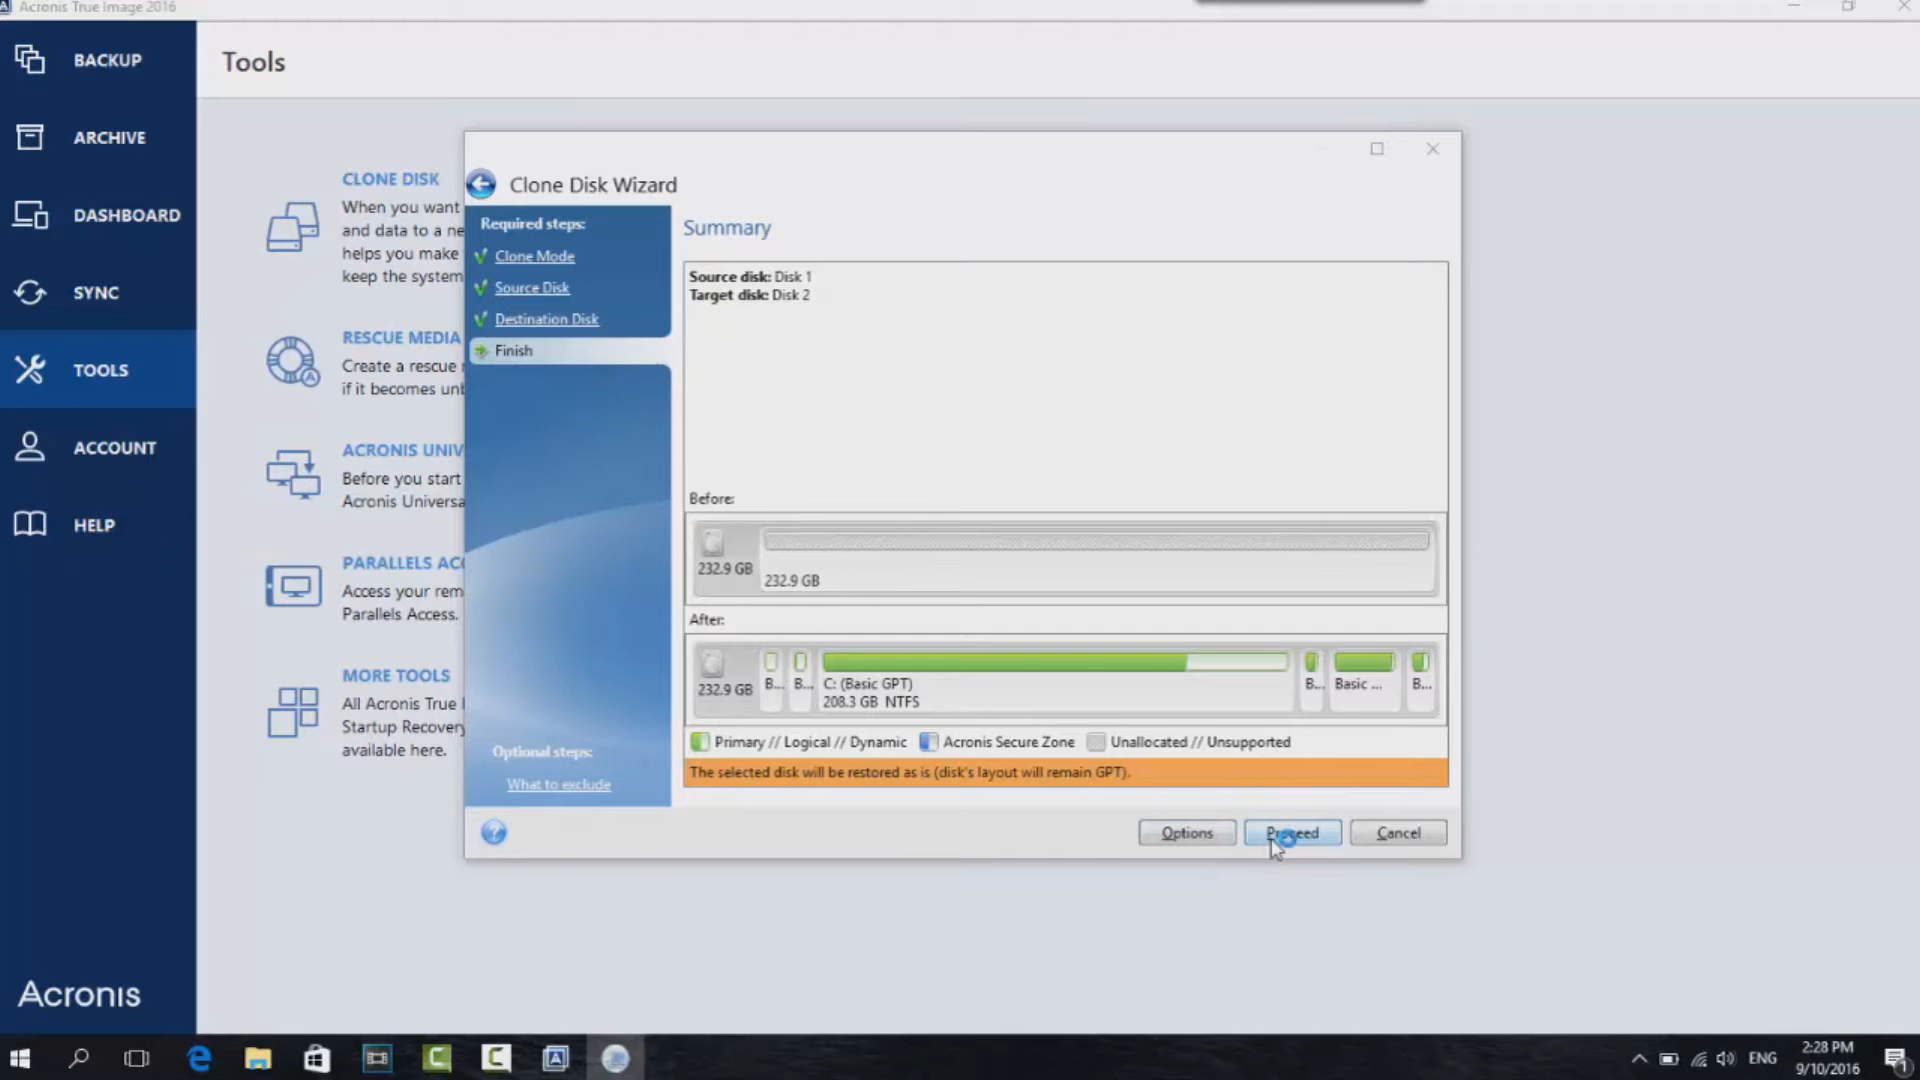 Acronis True Image 2016
BACKUP
ARCHIVE
DASHBOARD
SYNC
TOOLS
ACCOUNT
HELP
Acronis
Tools
CLONE DISK
When you want
and data to a ne
helps you make
keep the system
RESCUE MEDIA
Create a rescue
if it becomes unb
ACRONIS UNIV
Before you start
Acronis Universa
PARALLELS AC
Access your rem
Parallels Access.
MORE TOOLS
All Acronis True
Startup Recovery
available here.
Clone Disk Wizard
Required steps:
Clone Mode
Source Disk
Destination Disk
Finish
Optional steps:
What to exclude
Summary
Source disk: Disk 1
Target disk: Disk 2
Before:
232.9 GB
232.9 GB
After:
232.9 GB
B...
B...
C: (Basic GPT)
208.3 GB NTFS
B...
Basic ...
B...
Primary // Logical // Dynamic
Acronis Secure Zone
Unallocated // Unsupported
The selected disk will be restored as is (disk's layout will remain GPT).
Options
Proceed
Cancel
ENG
2:28 PM
9/10/2016
1